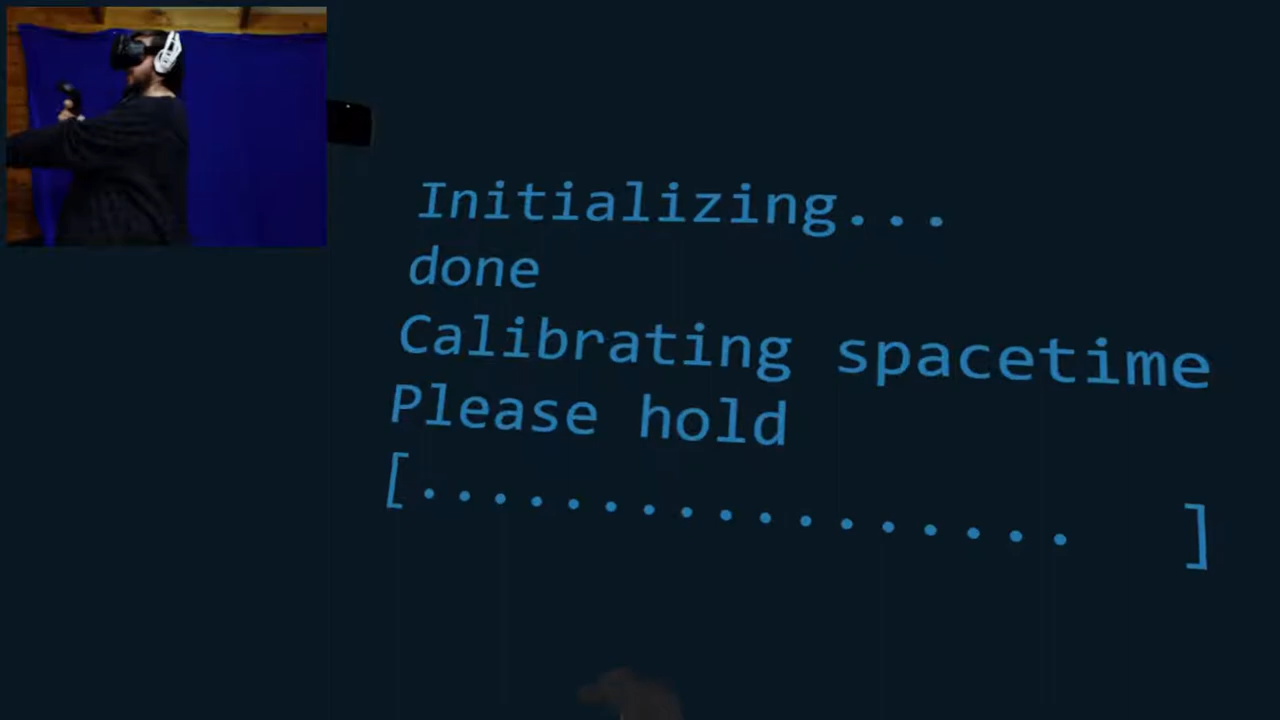 Initializing...
done
Calibrating spacetime
Please hold
[.................. ]